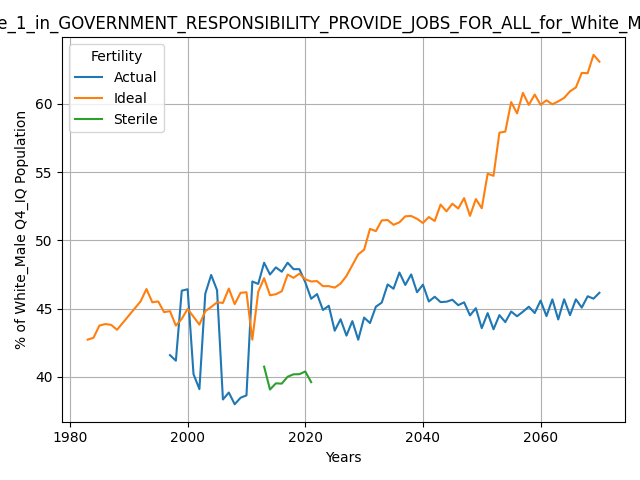 e_1_in_GOVERNMENT_RESPONSIBILITY_PROVIDE_JOBS_FOR_ALL_for_White_M
Fertility
Actual
Ideal
Sterile
% of White_Male Q4_IQ Population
60
55
50
45
40
1980
2000
2020
2040
2060
Years